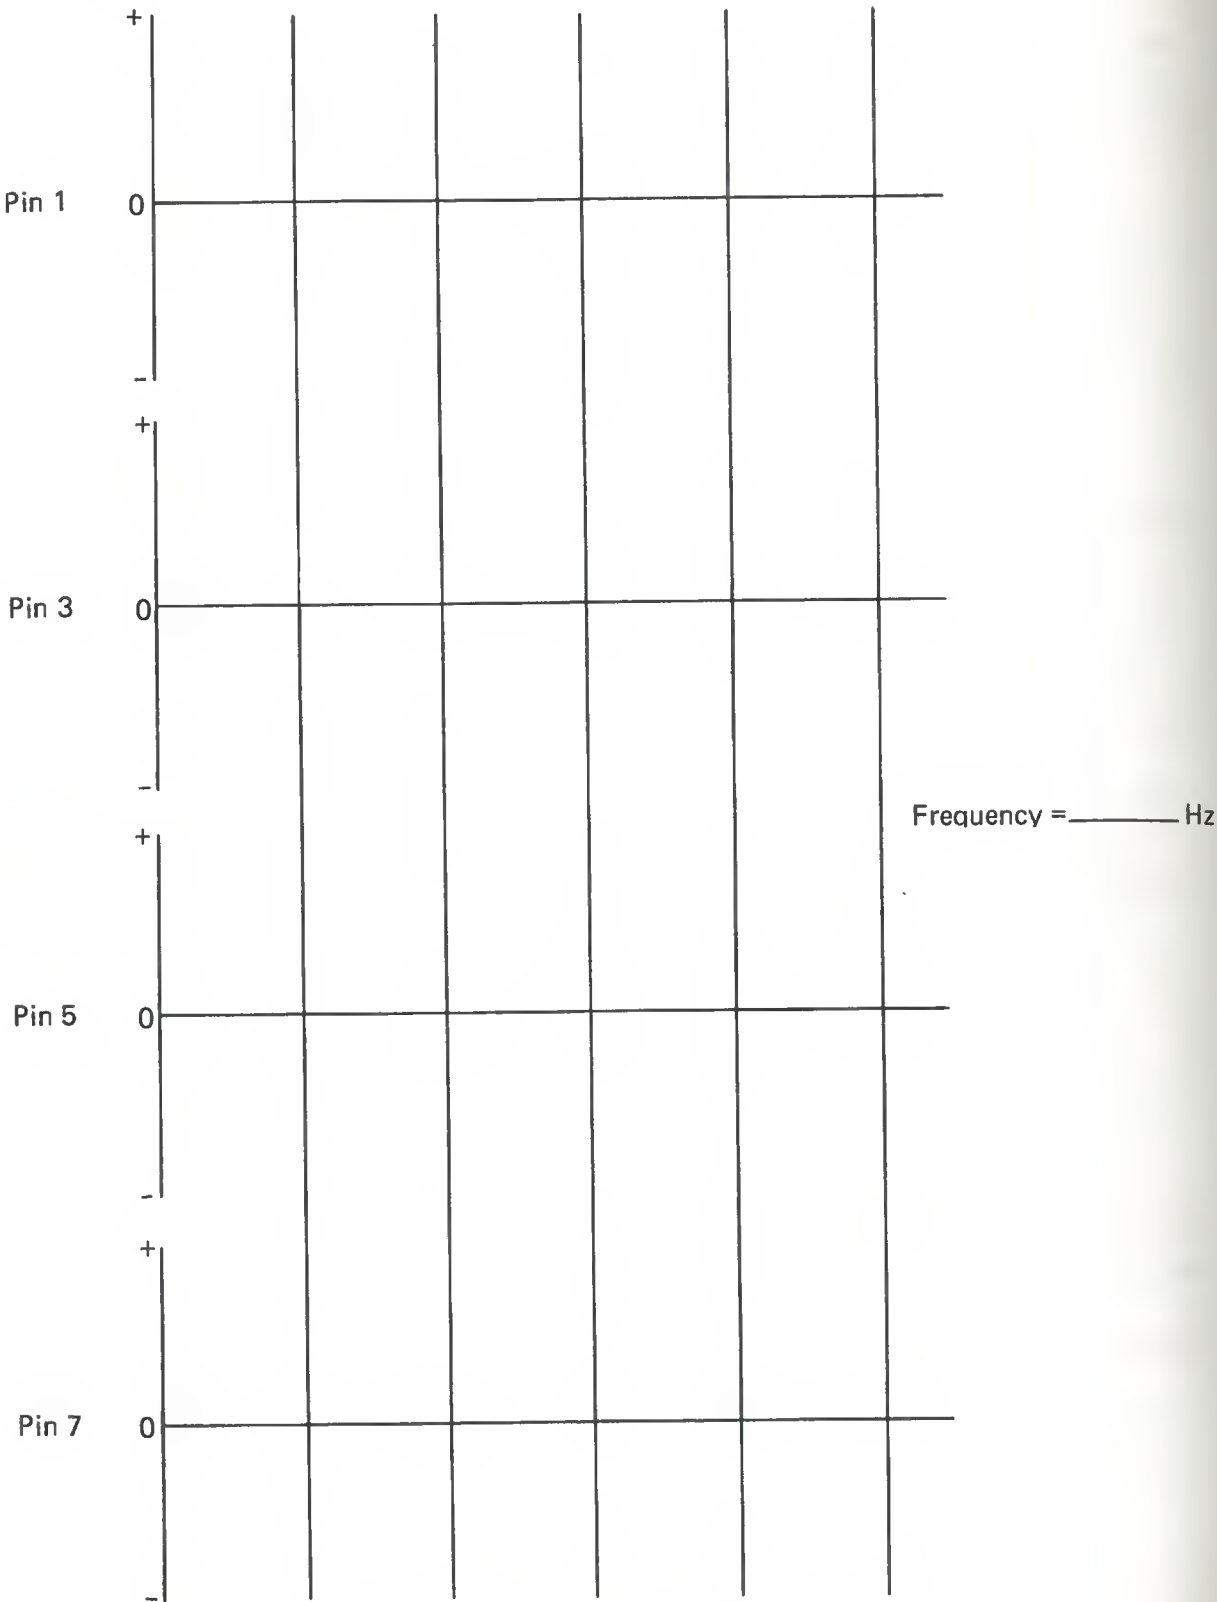 +
Pin 1 0
-
+
Pin 3 0
-
Frequency = ______ Hz
+
Pin 5 0
-
+
Pin 7 0
-